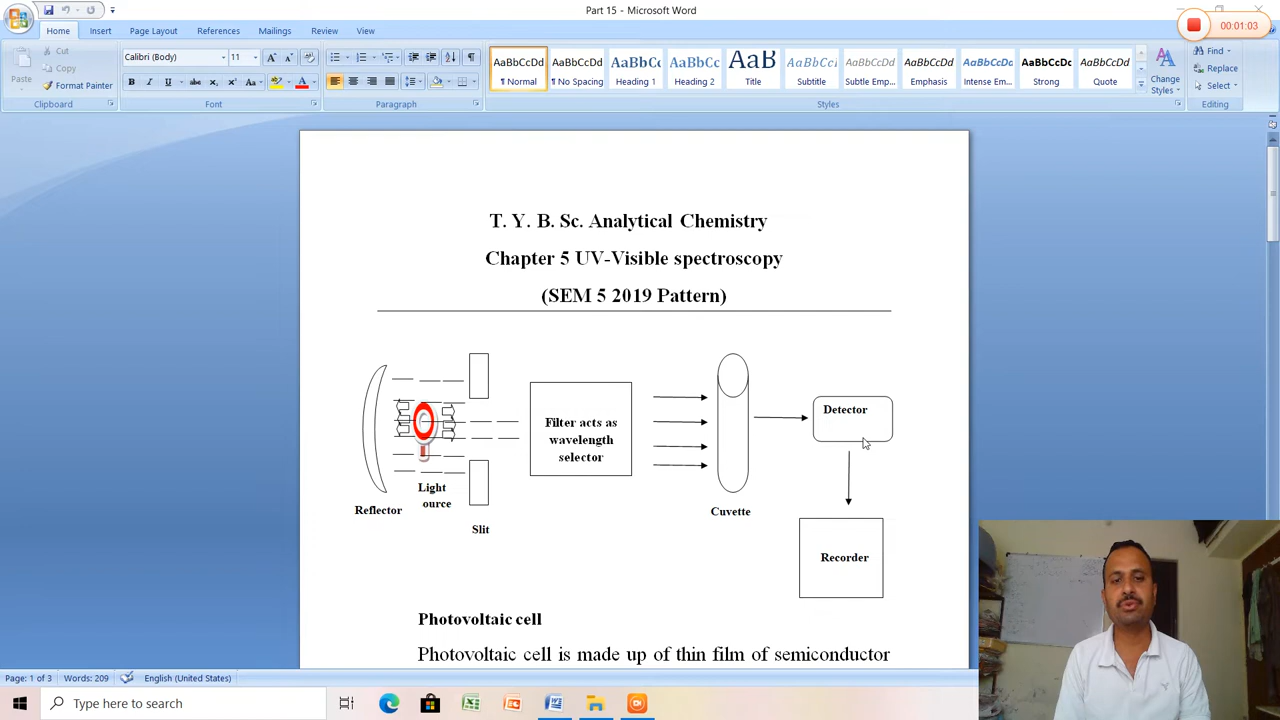 Part 15 - Microsoft Word
00:01:03
Home Insert Page Layout References Mailings Review View
Paste
Cut
Copy
Format Painter
Clipboard
Calibri (Body) 11
Font
Paragraph
AaBbCcDd AaBbCcDd AaBbCc AaBbCc AaB AaBbCcI AaBbCcDd AaBbCcDd AaBbCcDd AaBbCcDd AaBbCcDd
¶ Normal ¶ No Spacing Heading 1 Heading 2 Title Subtitle Subtle Emp... Emphasis Intense Em... Strong Quote
Change
Styles
Styles
Find
Replace
Select
Editing
T. Y. B. Sc. Analytical Chemistry
Chapter 5 UV-Visible spectroscopy
(SEM 5 2019 Pattern)
Filter acts as
wavelength
selector
Detector
Light
ource
Reflector
Slit
Cuvette
Recorder
Photovoltaic cell
Photovoltaic cell is made up of thin film of semiconductor
Page: 1 of 3 Words: 209 English (United States)
Type here to search